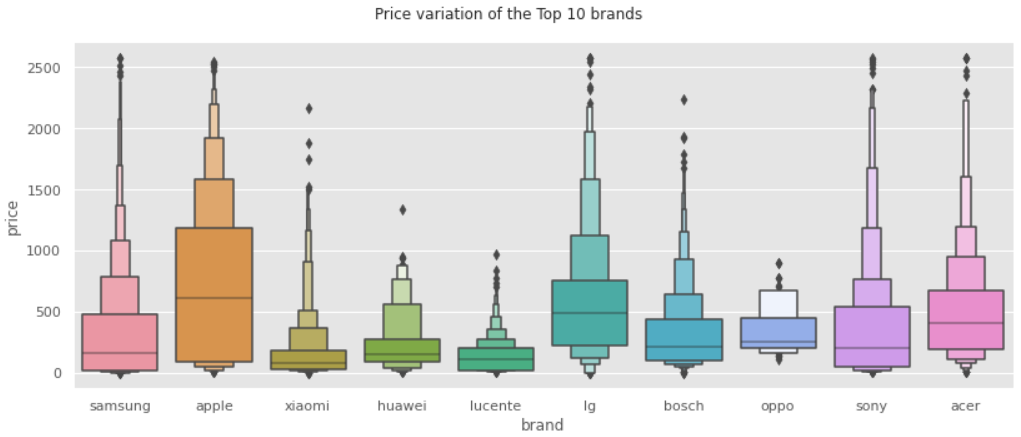 Price variation of the Top 10 brands
2500
2000
1500
1000
500
0
price
samsung apple xiaomi huawei lucente lg bosch oppo sony acer
brand